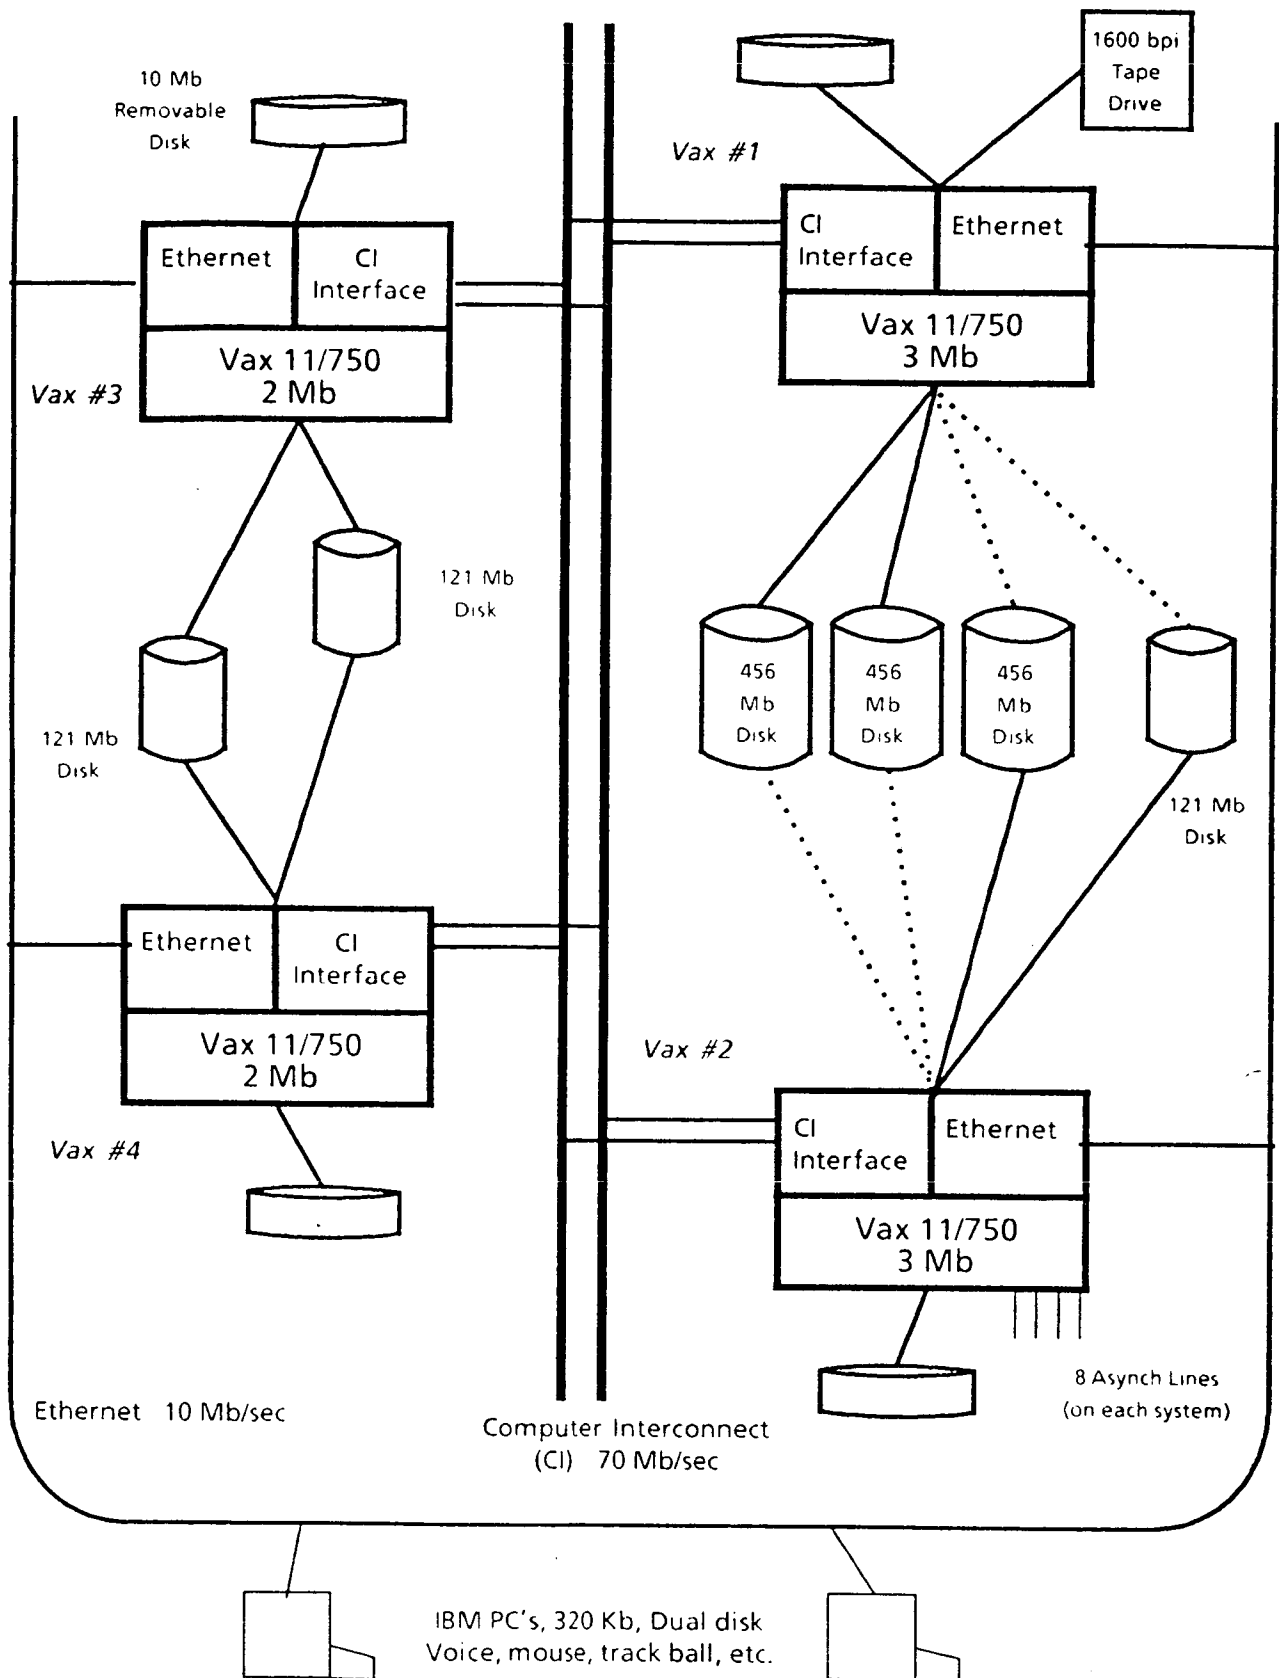 10 Mb
Removable
Disk
1600 bpi
Tape
Drive
Vax #1
Ethernet
CI
Interface
Vax 11/750
2 Mb
Vax #3
CI
Interface
Ethernet
Vax 11/750
3 Mb
121 Mb
Disk
121 Mb
Disk
456
Mb
Disk
456
Mb
Disk
456
Mb
Disk
121 Mb
Disk
Ethernet
CI
Interface
Vax 11/750
2 Mb
Vax #4
Vax #2
CI
Interface
Ethernet
Vax 11/750
3 Mb
8 Asynch Lines
(on each system)
Ethernet 10 Mb/sec
Computer Interconnect
(CI) 70 Mb/sec
IBM PC's, 320 Kb, Dual disk
Voice, mouse, track ball, etc.